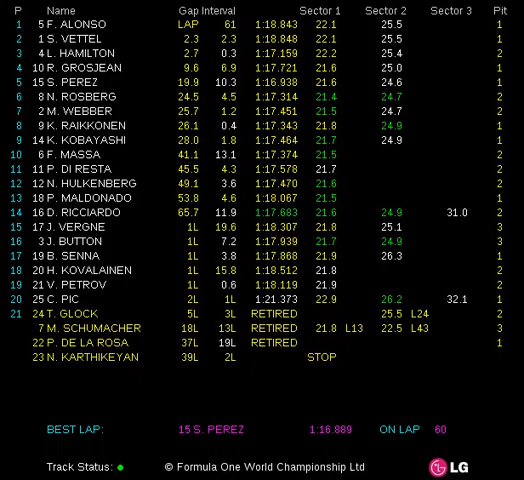 P Name Gap Interval Sector 1 Sector 2 Sector 3 Pit
1 5 F. ALONSO LAP 61 1:18.843 22.1 25.5 1
2 1 S. VETTEL 2.3 2.3 1:18.848 22.1 25.5 1
3 4 L. HAMILTON 2.7 0.3 1:17.159 22.2 25.4 2
4 10 R. GROSJEAN 9.6 6.9 1:17.721 21.6 25.0 1
5 15 S. PEREZ 19.9 10.3 1:16.938 21.6 24.6 1
6 8 N. ROSBERG 24.5 4.5 1:17.314 21.4 24.7 2
7 2 M. WEBBER 25.7 1.2 1:17.451 21.5 24.7 2
8 9 K. RAIKKONEN 26.1 0.4 1:17.343 21.8 24.9 1
9 14 K. KOBAYASHI 28.0 1.8 1:17.464 21.7 24.9 1
10 6 F. MASSA 41.1 13.1 1:17.374 21.5 2
11 11 P. DI RESTA 45.5 4.3 1:17.578 21.7 1
12 12 N. HULKENBERG 49.1 3.6 1:17.470 21.6 2
13 18 P. MALDONADO 53.8 4.6 1:18.067 21.5 1
14 16 D. RICCIARDO 65.7 11.9 1:17.683 21.6 24.9 31.0 2
15 17 J. VERGNE 1L 19.6 1:18.307 21.8 25.1 3
16 3 J. BUTTON 1L 7.2 1:17.939 21.7 24.9 3
17 19 B. SENNA 1L 3.8 1:17.868 21.9 26.3 1
18 20 H. KOVALAINEN 1L 15.8 1:18.512 21.8 2
19 21 V. PETROV 1L 0.6 1:18.119 21.9 2
20 25 C. PIC 2L 1L 1:21.373 22.9 26.2 32.1 1
21 24 T. GLOCK 5L 3L RETIRED 25.5 L24 2
7 M. SCHUMACHER 18L 13L RETIRED 21.8 L13 22.5 L43 3
22 P. DE LA ROSA 37L 19L RETIRED 1
23 N. KARTHIKEYAN 39L 2L STOP
BEST LAP: 15 S. PEREZ 1:16.889 ON LAP 60
Track Status: © Formula One World Championship Ltd LG